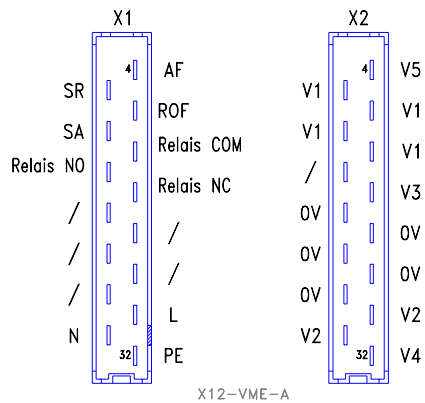 X1 X2
4 AF 4 V5
SR V1
ROF V1
SA V1
Relais COM V1
Relais NO /
Relais NC V3
/ 0V
/ 0V
/ 0V
/ 0V
/ 0V
L V2
N V2
32 PE 32 V4
X12-VME-A